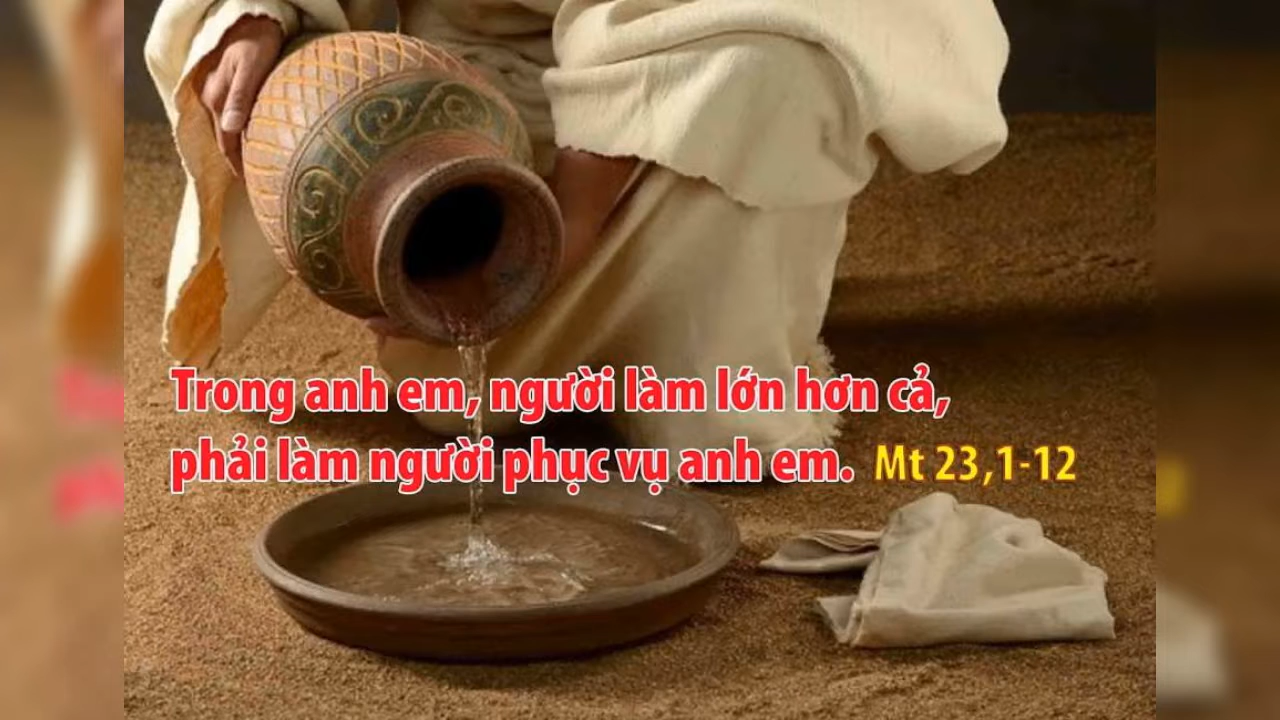 Trong anh em, người làm lớn hơn cả,
phải làm người phục vụ anh em. Mt 23,1-12